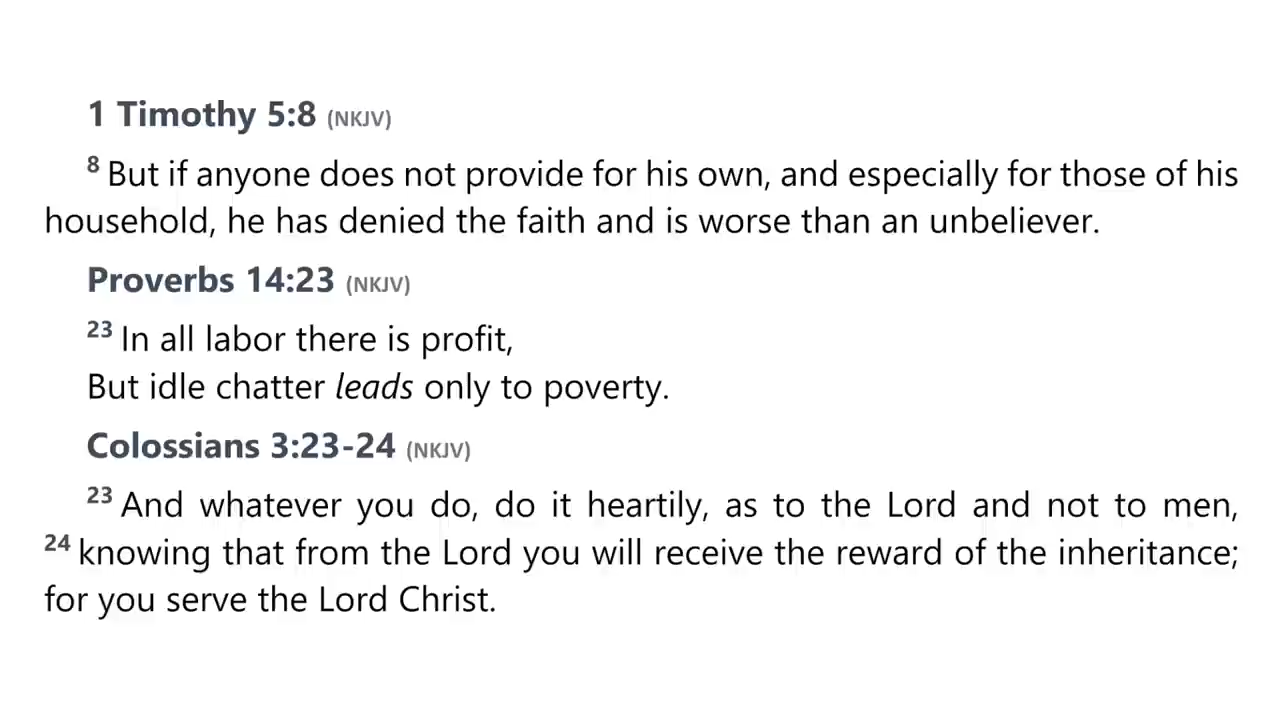 1 Timothy 5:8 (NKJV)
8 But if anyone does not provide for his own, and especially for those of his
household, he has denied the faith and is worse than an unbeliever.
Proverbs 14:23 (NKJV)
23 In all labor there is profit,
But idle chatter leads only to poverty.
Colossians 3:23-24 (NKJV)
23 And whatever you do, do it heartily, as to the Lord and not to men,
24 knowing that from the Lord you will receive the reward of the inheritance;
for you serve the Lord Christ.